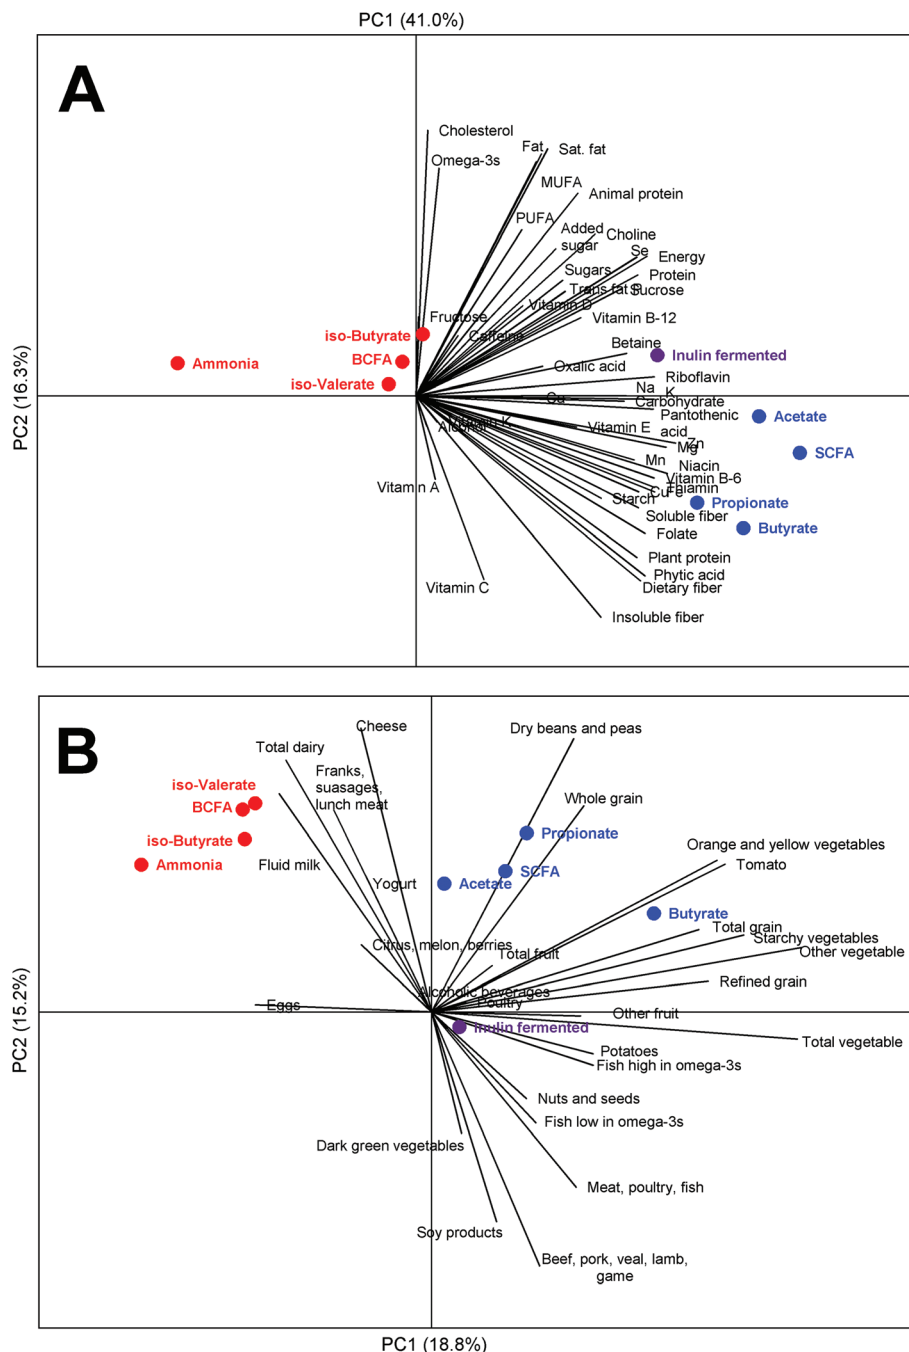 PC1 (41.0%)
A
Cholesterol
Omega-3s
Fat
Sat. fat
MUFA
Animal protein
PUFA
Added
sugar
Choline
Se
Energy
Sugars
Protein
Trans fat P
Sucrose
Vitamin D
Fructose
Vitamin B-12
iso-Butyrate
Caffeine
Betaine
Inulin fermented
Ammonia
BCFA
Oxalic acid
iso-Valerate
Riboflavin
Na
K
Cu
Carbohydrate
Pantothenic
acid
Acetate
Alcohol
Vitamin K
Vitamin E
Zn
Mg
SCFA
Mn
Niacin
Vitamin B-6
Vitamin A
Thiamin
Starch
Propionate
Soluble fiber
Butyrate
Folate
Plant protein
Phytic acid
Vitamin C
Dietary fiber
Insoluble fiber
PC2 (16.3%)
B
Cheese
Dry beans and peas
Total dairy
Franks,
suasages,
lunch meat
iso-Valerate
BCFA
Whole grain
iso-Butyrate
Propionate
Ammonia
Fluid milk
Orange and yellow vegetables
Tomato
Yogurt
Acetate
SCFA
Butyrate
Total grain
Citrus, melon, berries
Starchy vegetables
Total fruit
Other vegetable
Refined grain
Alcoholic beverages
Eggs
Poultry
Other fruit
Inulin fermented
Total vegetable
Potatoes
Fish high in omega-3s
Nuts and seeds
Fish low in omega-3s
Dark green vegetables
Meat, poultry, fish
Soy products
Beef, pork, veal, lamb,
game
PC2 (15.2%)
PC1 (18.8%)